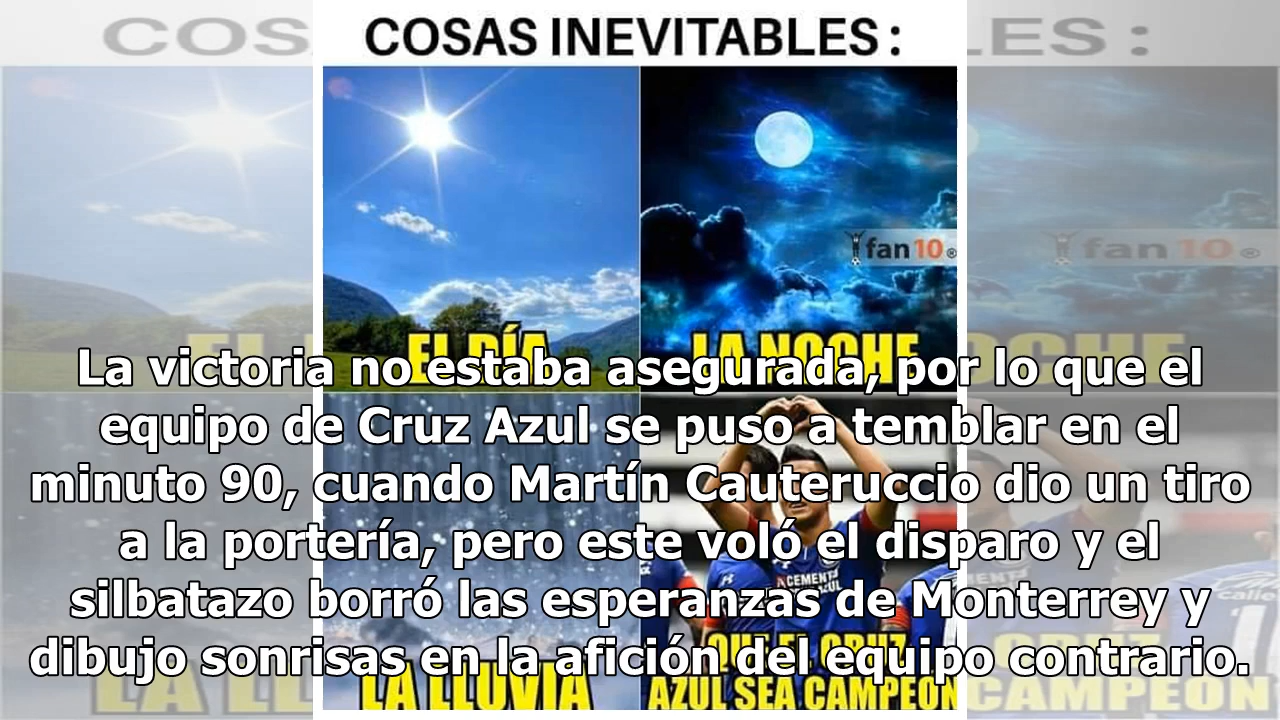 COSAS INEVITABLES :
fan10
EL DÍA
LA NOCHE
La victoria no estaba asegurada, por lo que el
equipo de Cruz Azul se puso a temblar en el
minuto 90, cuando Martín Cauteruccio dio un tiro
a la portería, pero este voló el disparo y el
silbatazo borró las esperanzas de Monterrey y
dibujo sonrisas en la afición del equipo contrario.
CEMENTO
AZUL
LA LLUVIA
QUE EL CRUZ
AZUL SEA CAMPEON